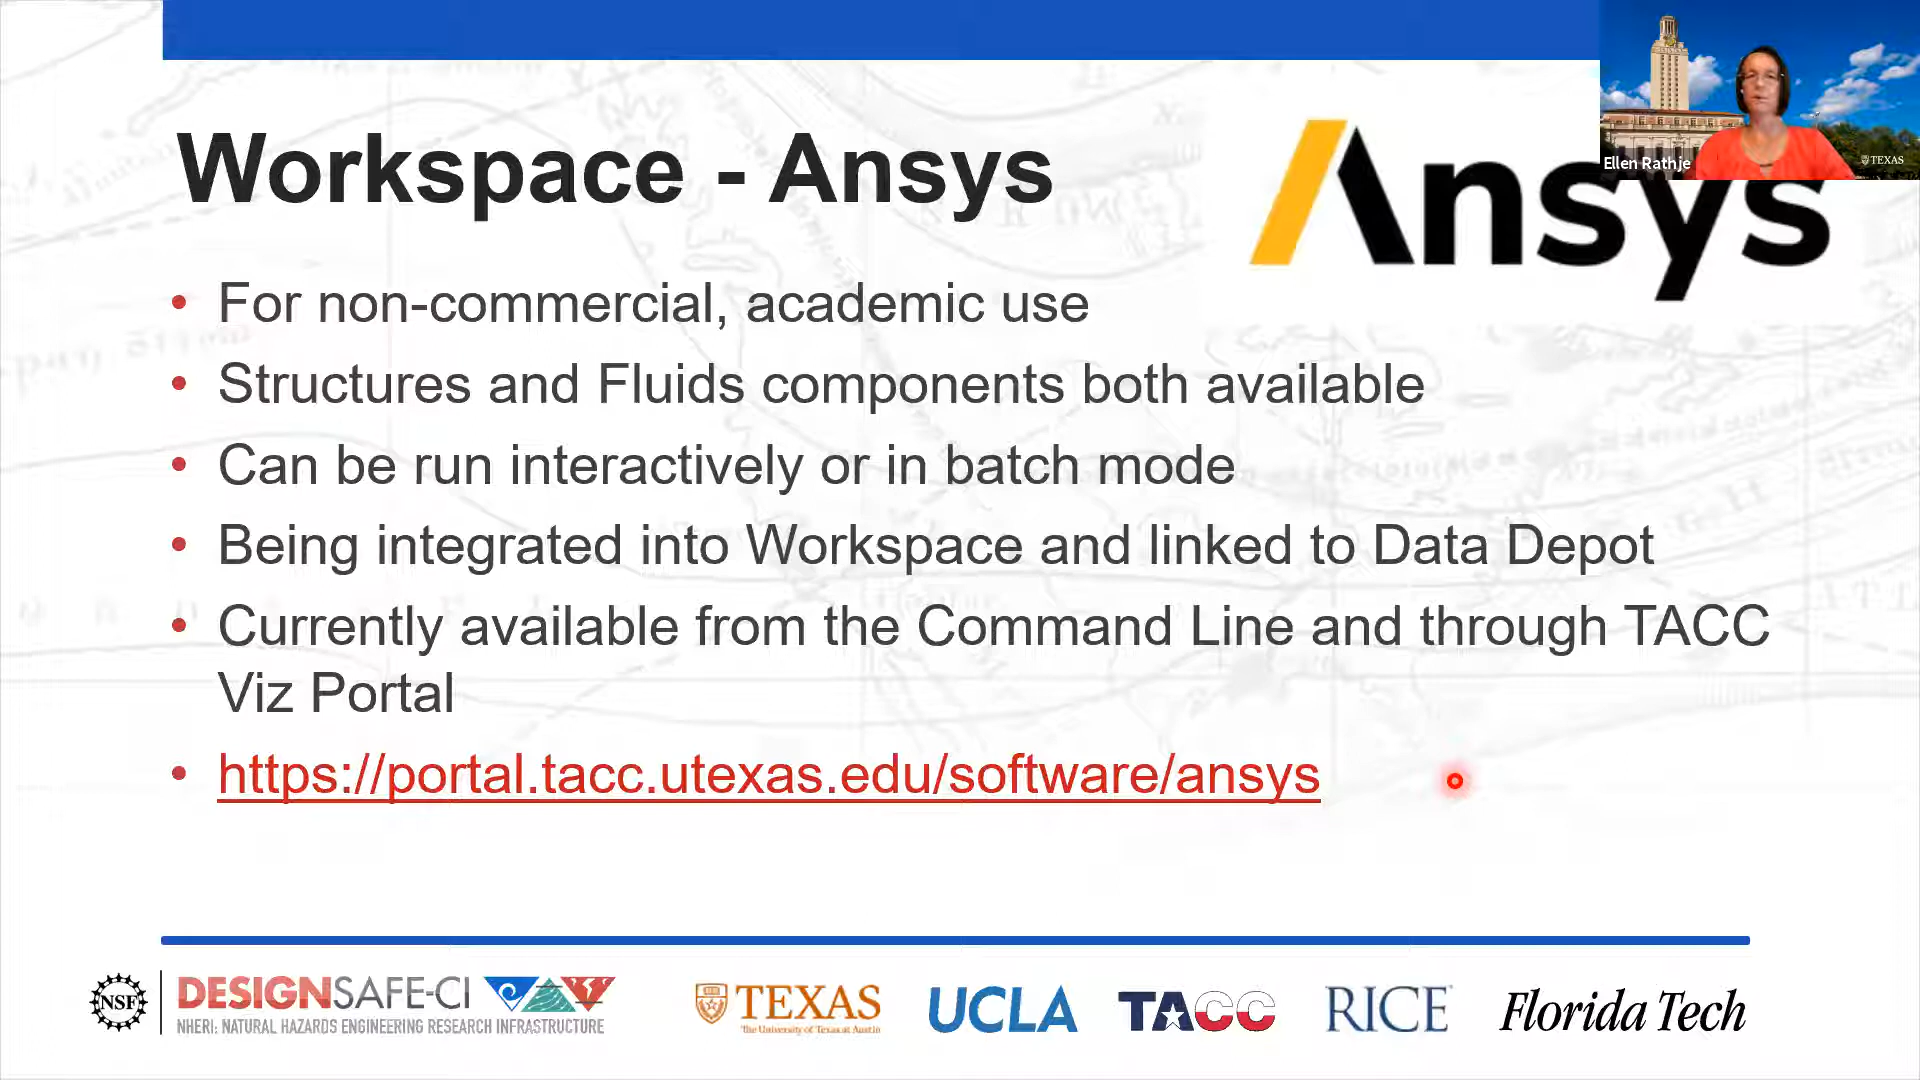 Workspace - Ansys
Ansys
Ellen Rathje
TEXAS
• For non-commercial, academic use
• Structures and Fluids components both available
• Can be run interactively or in batch mode
• Being integrated into Workspace and linked to Data Depot
• Currently available from the Command Line and through TACC
Viz Portal
• https://portal.tacc.utexas.edu/software/ansys
NSF
DESIGNSAFE-CI
NHERI: NATURAL HAZARDS ENGINEERING RESEARCH INFRASTRUCTURE
TEXAS
The University of Texas at Austin
UCLA
TACC
RICE
Florida Tech